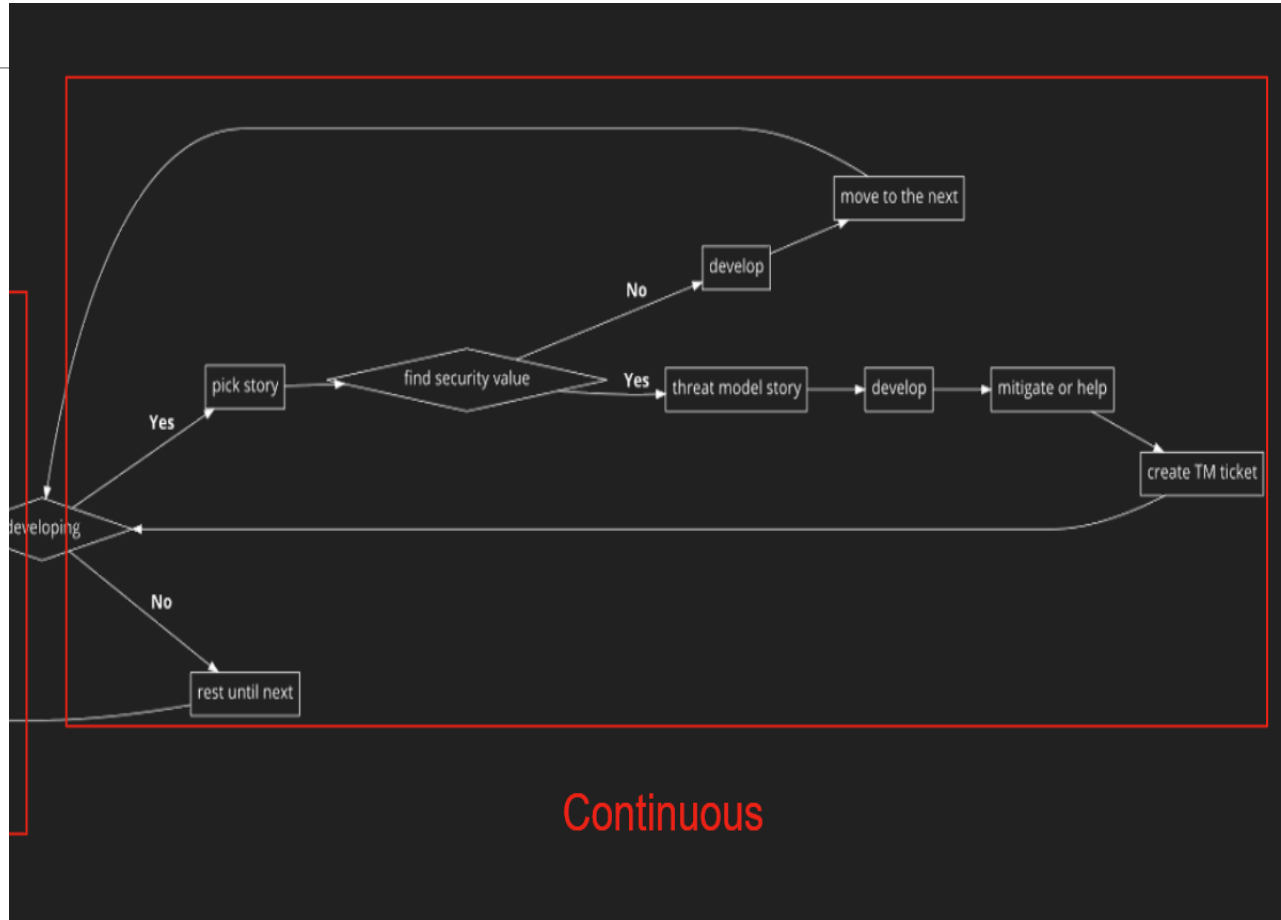 move to the next
develop
No
pick story
find security value
Yes
threat model story
develop
mitigate or help
Yes
create TM ticket
developing
No
rest until next
Continuous